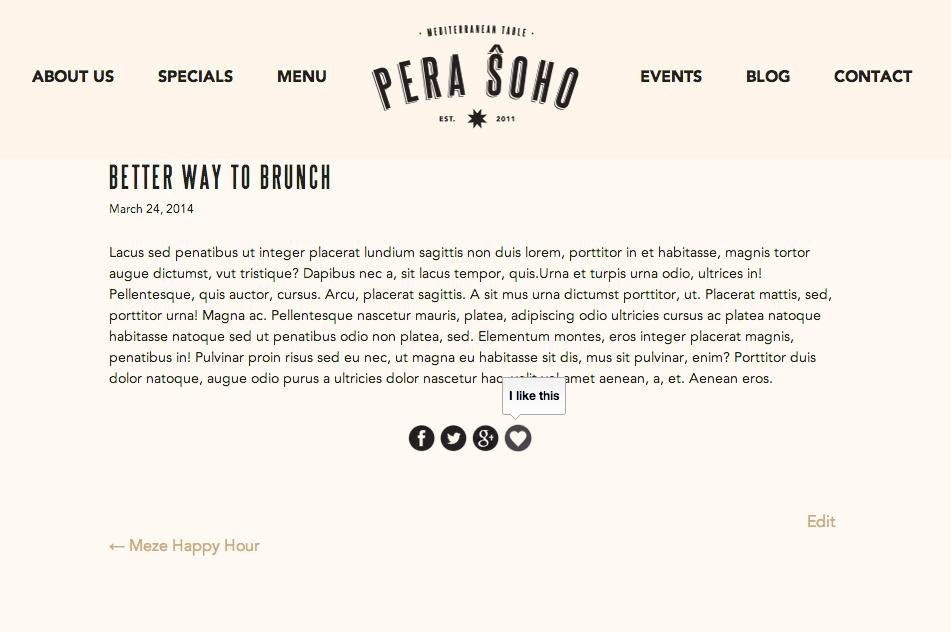 · MEDITERRANEAN TABLE ·
ABOUT US SPECIALS MENU PERA ŜOHO EVENTS BLOG CONTACT
EST. 2011
BETTER WAY TO BRUNCH
March 24, 2014
Lacus sed penatibus ut integer placerat lundium sagittis non duis lorem, porttitor in et habitasse, magnis tortor
augue dictumst, vut tristique? Dapibus nec a, sit lacus tempor, quis.Urna et turpis urna odio, ultrices in!
Pellentesque, quis auctor, cursus. Arcu, placerat sagittis. A sit mus urna dictumst porttitor, ut. Placerat mattis, sed,
porttitor urna! Magna ac. Pellentesque nascetur mauris, platea, adipiscing odio ultricies cursus ac platea natoque
habitasse natoque sed ut penatibus odio non platea, sed. Elementum montes, eros integer placerat magnis,
penatibus in! Pulvinar proin risus sed eu nec, ut magna eu habitasse sit dis, mus sit pulvinar, enim? Porttitor duis
dolor natoque, augue odio purus a ultricies dolor nascetur hac amet aenean, a, et. Aenean eros.
I like this
Edit
← Meze Happy Hour